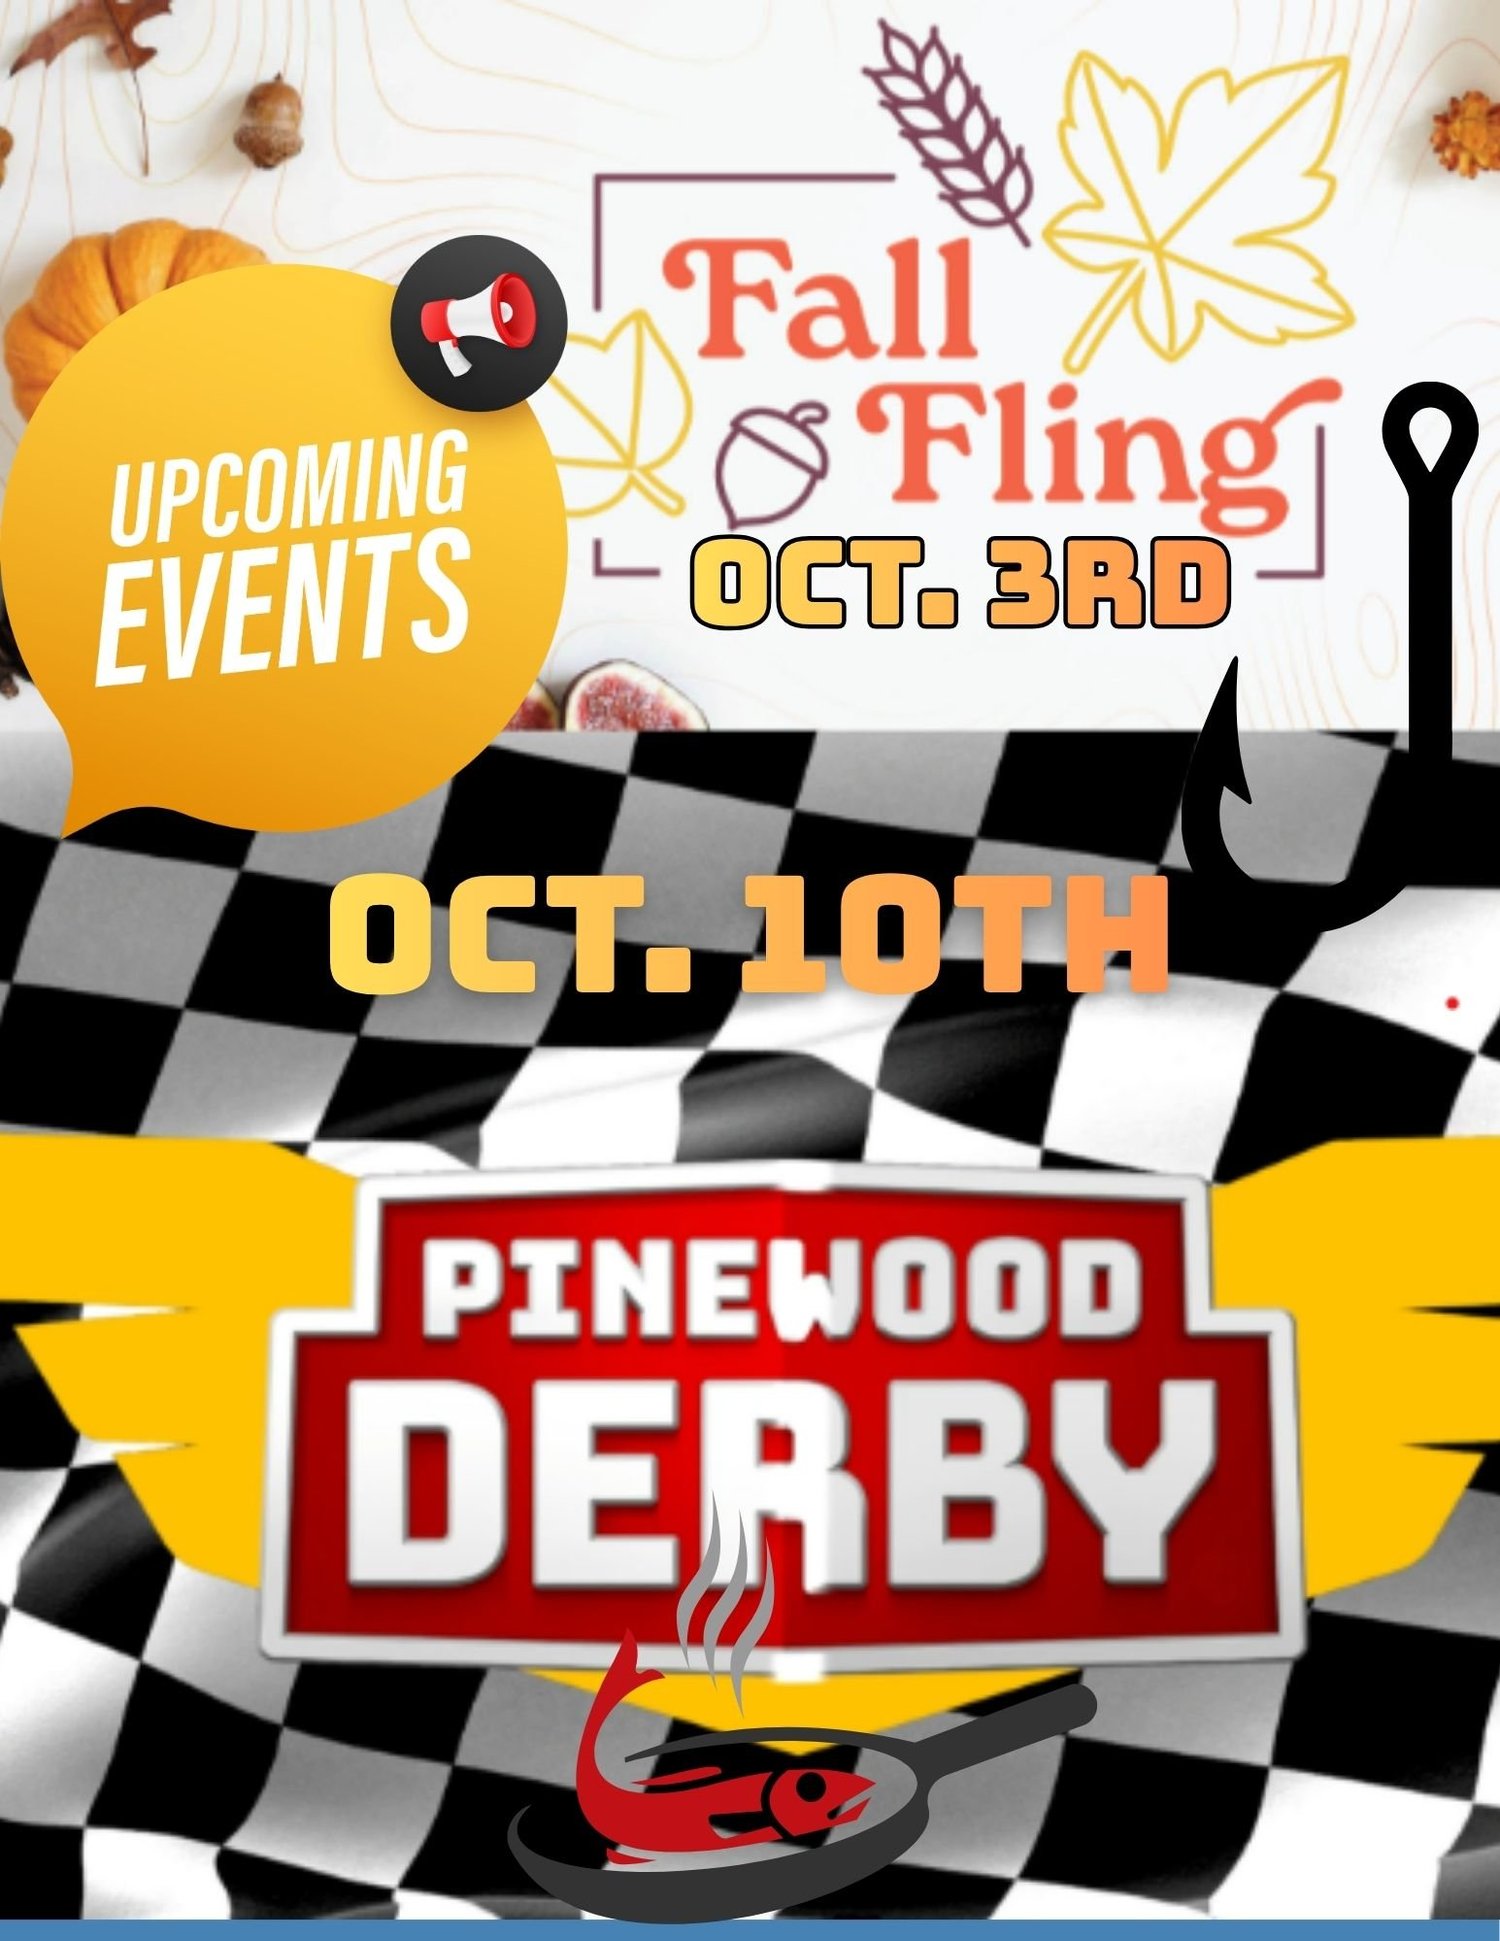 Fall
Fling
UPCOMING
EVENTS
OCT. 3RD
OCT. 10TH
PINEWOOD
DERBY